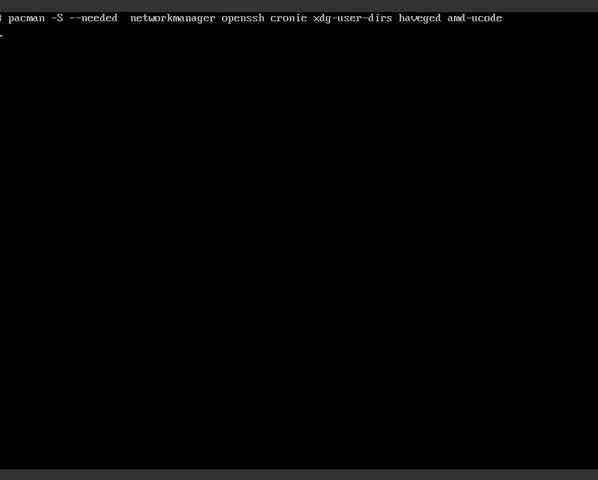 pacman -S --needed  networkmanager openssh cronie xdg-user-dirs haveged amd-ucode